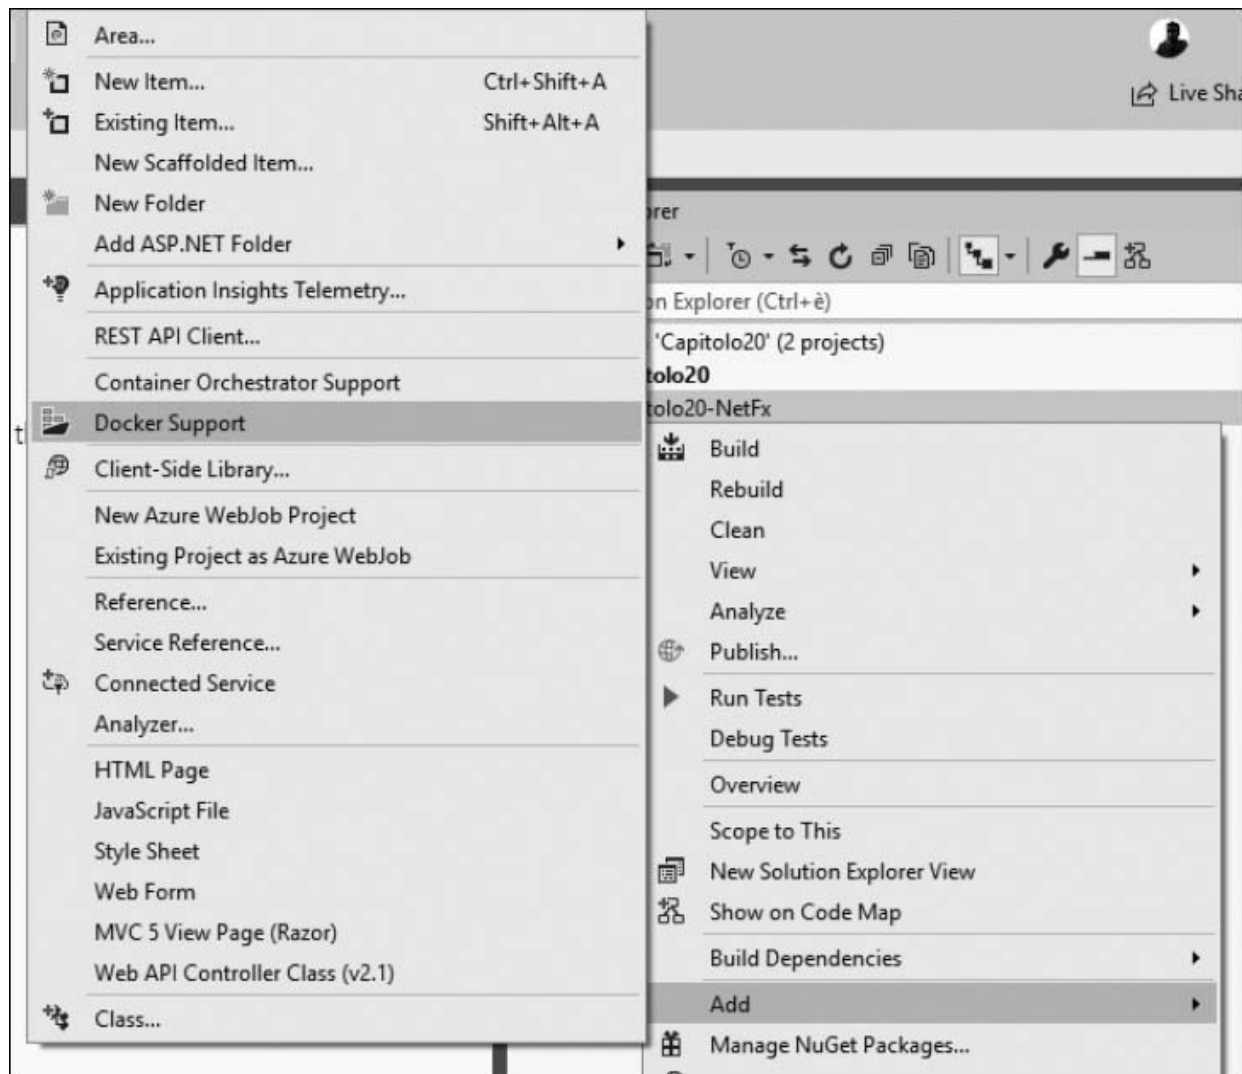 Area...
New Item... Ctrl+Shift+A
Existing Item... Shift+Alt+A
New Scaffolded Item...
New Folder
Add ASP.NET Folder
Application Insights Telemetry...
REST API Client...
Container Orchestrator Support
Docker Support
Client-Side Library...
New Azure WebJob Project
Existing Project as Azure WebJob
Reference...
Service Reference...
Connected Service
Analyzer...
HTML Page
JavaScript File
Style Sheet
Web Form
MVC 5 View Page (Razor)
Web API Controller Class (v2.1)
Class...
Live Sha
rer
on Explorer (Ctrl+è)
'Capitolo20' (2 projects)
tolo20
tolo20-NetFx
Build
Rebuild
Clean
View
Analyze
Publish...
Run Tests
Debug Tests
Overview
Scope to This
New Solution Explorer View
Show on Code Map
Build Dependencies
Add
Manage NuGet Packages...